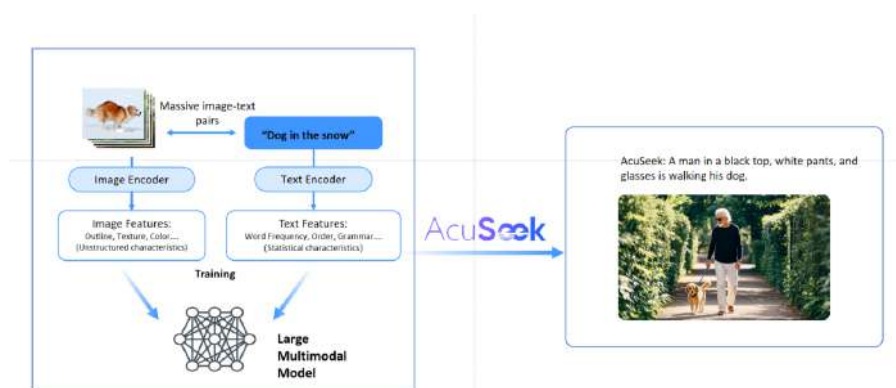 Massive image-text
pairs
"Dog in the snow"
Image Encoder
Text Encoder
Image Features:
Outline, Texture, Color....
(Unstructured characteristics)
Text Features:
Word Frequency, Order, Grammar....
(Statistical characteristics)
Training
Large
Multimodal
Model
AcuSeek
AcuSeek: A man in a black top, white pants, and
glasses is walking his dog.